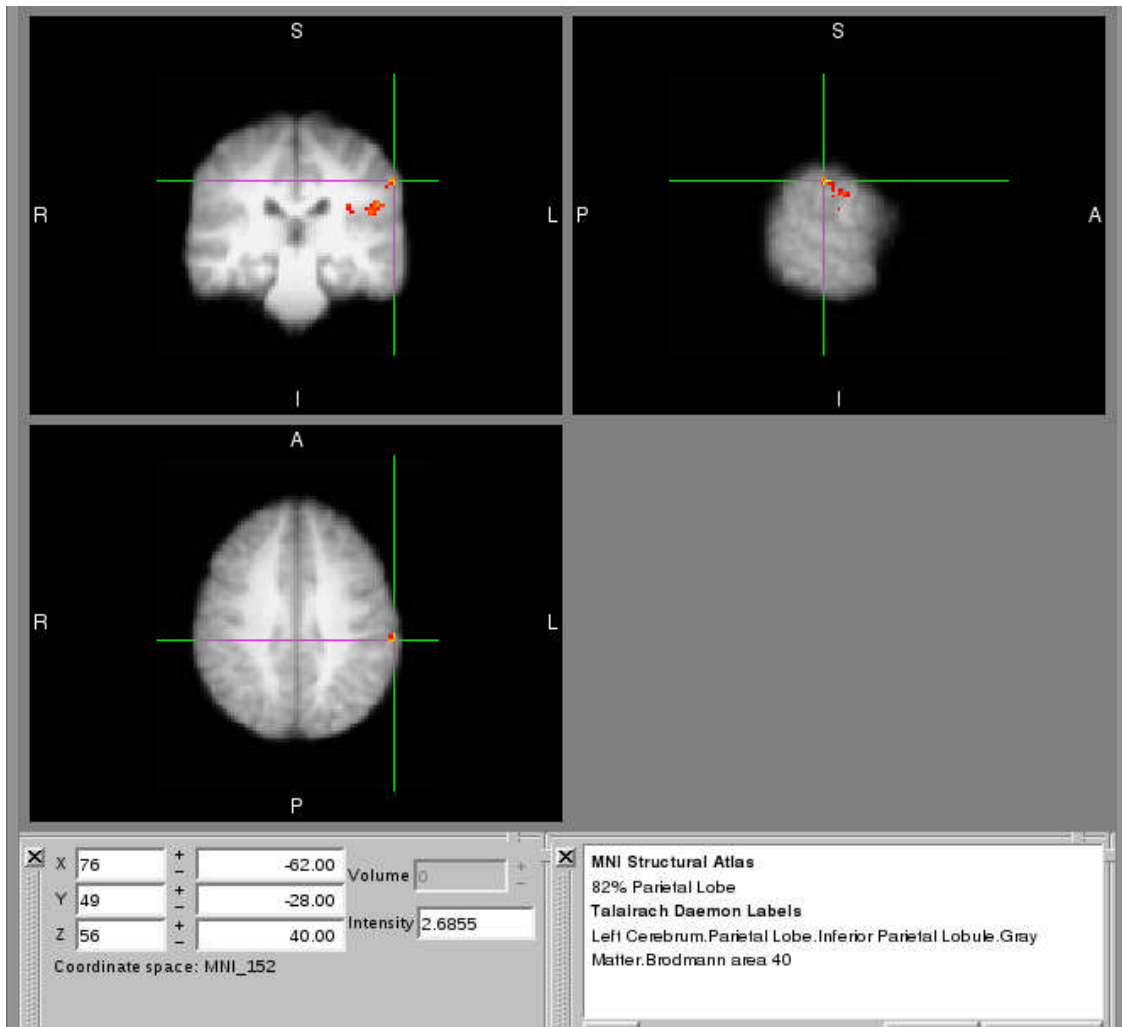 S
R
L
I
S
P
A
I
A
R
L
P
X 76 + - -62.00
Volume 0 + -
Y 49 + - -28.00
Intensity 2.6855
Z 56 + - 40.00
Coordinate space: MNI_152
MNI Structural Atlas
82% Parietal Lobe
Talairach Daemon Labels
Left Cerebrum.Parietal Lobe.Inferior Parietal Lobule.Gray
Matter.Brodmann area 40